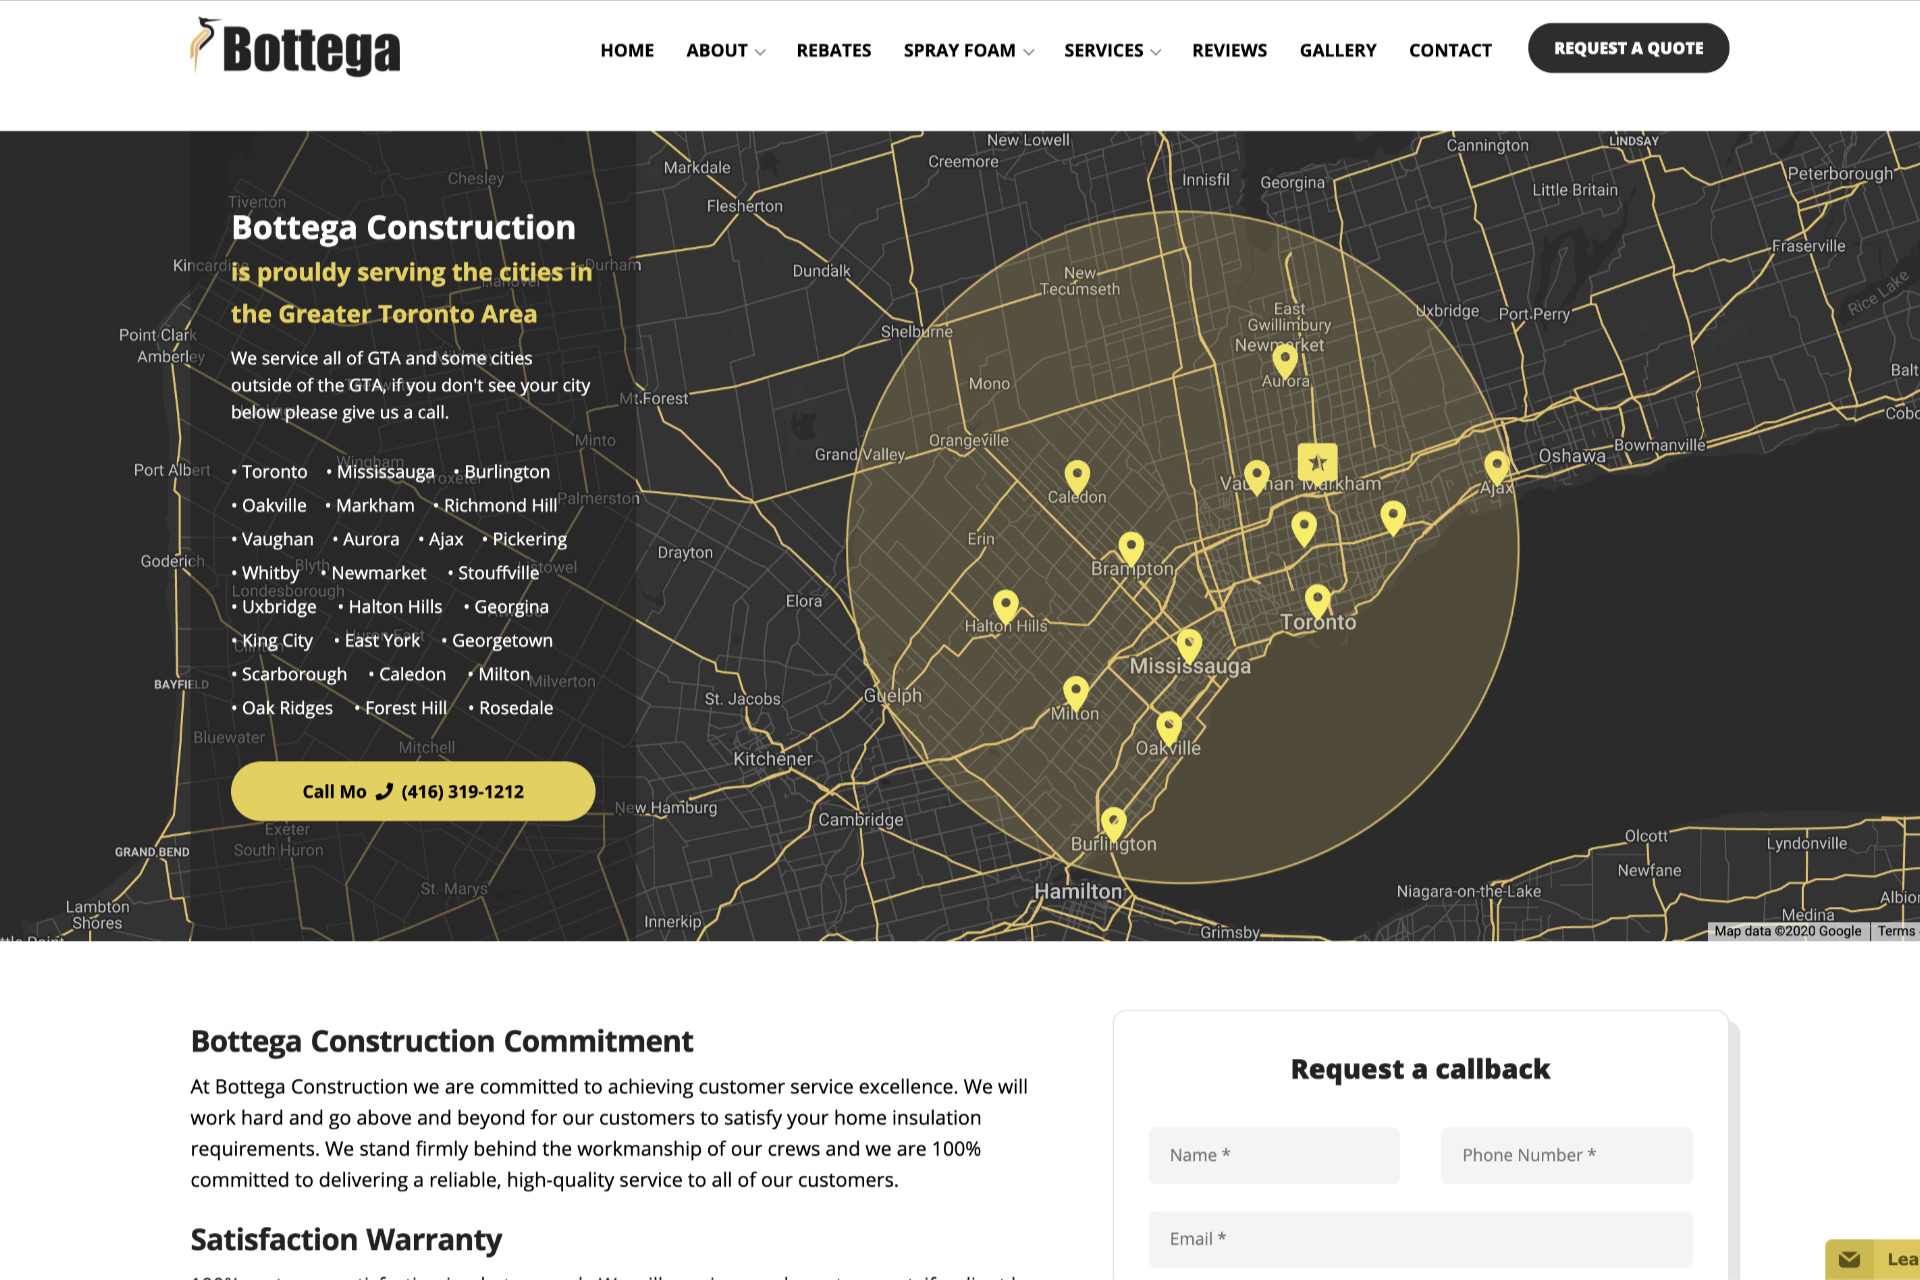 Bottega
HOME ABOUT REBATES SPRAY FOAM SERVICES REVIEWS GALLERY CONTACT REQUEST A QUOTE
Bottega Construction
is prouldy serving the cities in
the Greater Toronto Area
We service all of GTA and some cities
outside of the GTA, if you don't see your city
below please give us a call.
• Toronto • Mississauga • Burlington
• Oakville • Markham • Richmond Hill
• Vaughan • Aurora • Ajax • Pickering
• Whitby • Newmarket • Stouffville
• Uxbridge • Halton Hills • Georgina
• King City • East York • Georgetown
• Scarborough • Caledon • Milton
• Oak Ridges • Forest Hill • Rosedale
Call Mo (416) 319-1212
Chesley
Tiverton
Kincardine
Durham
Hanover
Point Clark
Amberley
Minto
Wingham
Wroxeter
Port Albert
Palmerston
Goderich
Blyth
Londesborough
Huron East
Clinton
BAYFIELD
Milverton
Bluewater
Mitchell
Exeter
South Huron
GRAND BEND
St. Marys
Lambton
Shores
Markdale
Flesherton
New Lowell
Creemore
Innisfil
Georgina
Cannington
LINDSAY
Little Britain
Peterborough
Fraserville
Rice Lake
Dundalk
New
Tecumseth
East
Gwillimbury
Newmarket
Aurora
Uxbridge
Port Perry
Shelburne
Mono
Mt Forest
Orangeville
Grand Valley
Caledon
Vaughan
Markham
Ajax
Oshawa
Bowmanville
Balt
Cobo
Drayton
Erin
Brampton
Elora
Halton Hills
Toronto
Mississauga
St. Jacobs
Guelph
Milton
Oakville
Kitchener
New Hamburg
Cambridge
Burlington
Hamilton
Innerkip
Grimsby
Niagara-on-the-Lake
Olcott
Newfane
Lyndonville
Albion
Medina
Map data ©2020 Google
Terms
Bottega Construction Commitment
At Bottega Construction we are committed to achieving customer service excellence. We will
work hard and go above and beyond for our customers to satisfy your home insulation
requirements. We stand firmly behind the workmanship of our crews and we are 100%
committed to delivering a reliable, high-quality service to all of our customers.
Satisfaction Warranty
Request a callback
Name *
Phone Number *
Email *
Lea